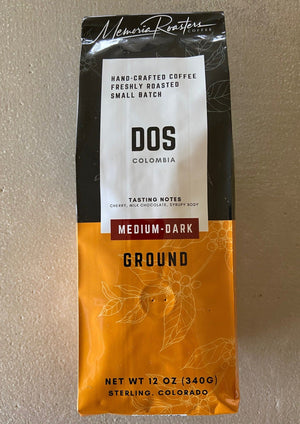 Memoria Roasters
COFFEE
HAND-CRAFTED COFFEE
FRESHLY ROASTED
SMALL BATCH
DOS
COLOMBIA
TASTING NOTES
CHERRY, MILK CHOCOLATE, SYRUPY BODY
MEDIUM-DARK
GROUND
NET WT 12 OZ (340G)
STERLING, COLORADO